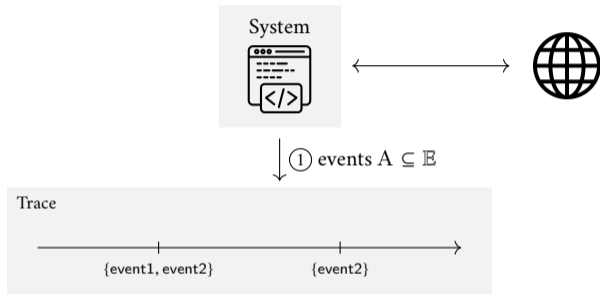 System
</>
① events A ⊆ 𝔼
Trace
{event1, event2}
{event2}